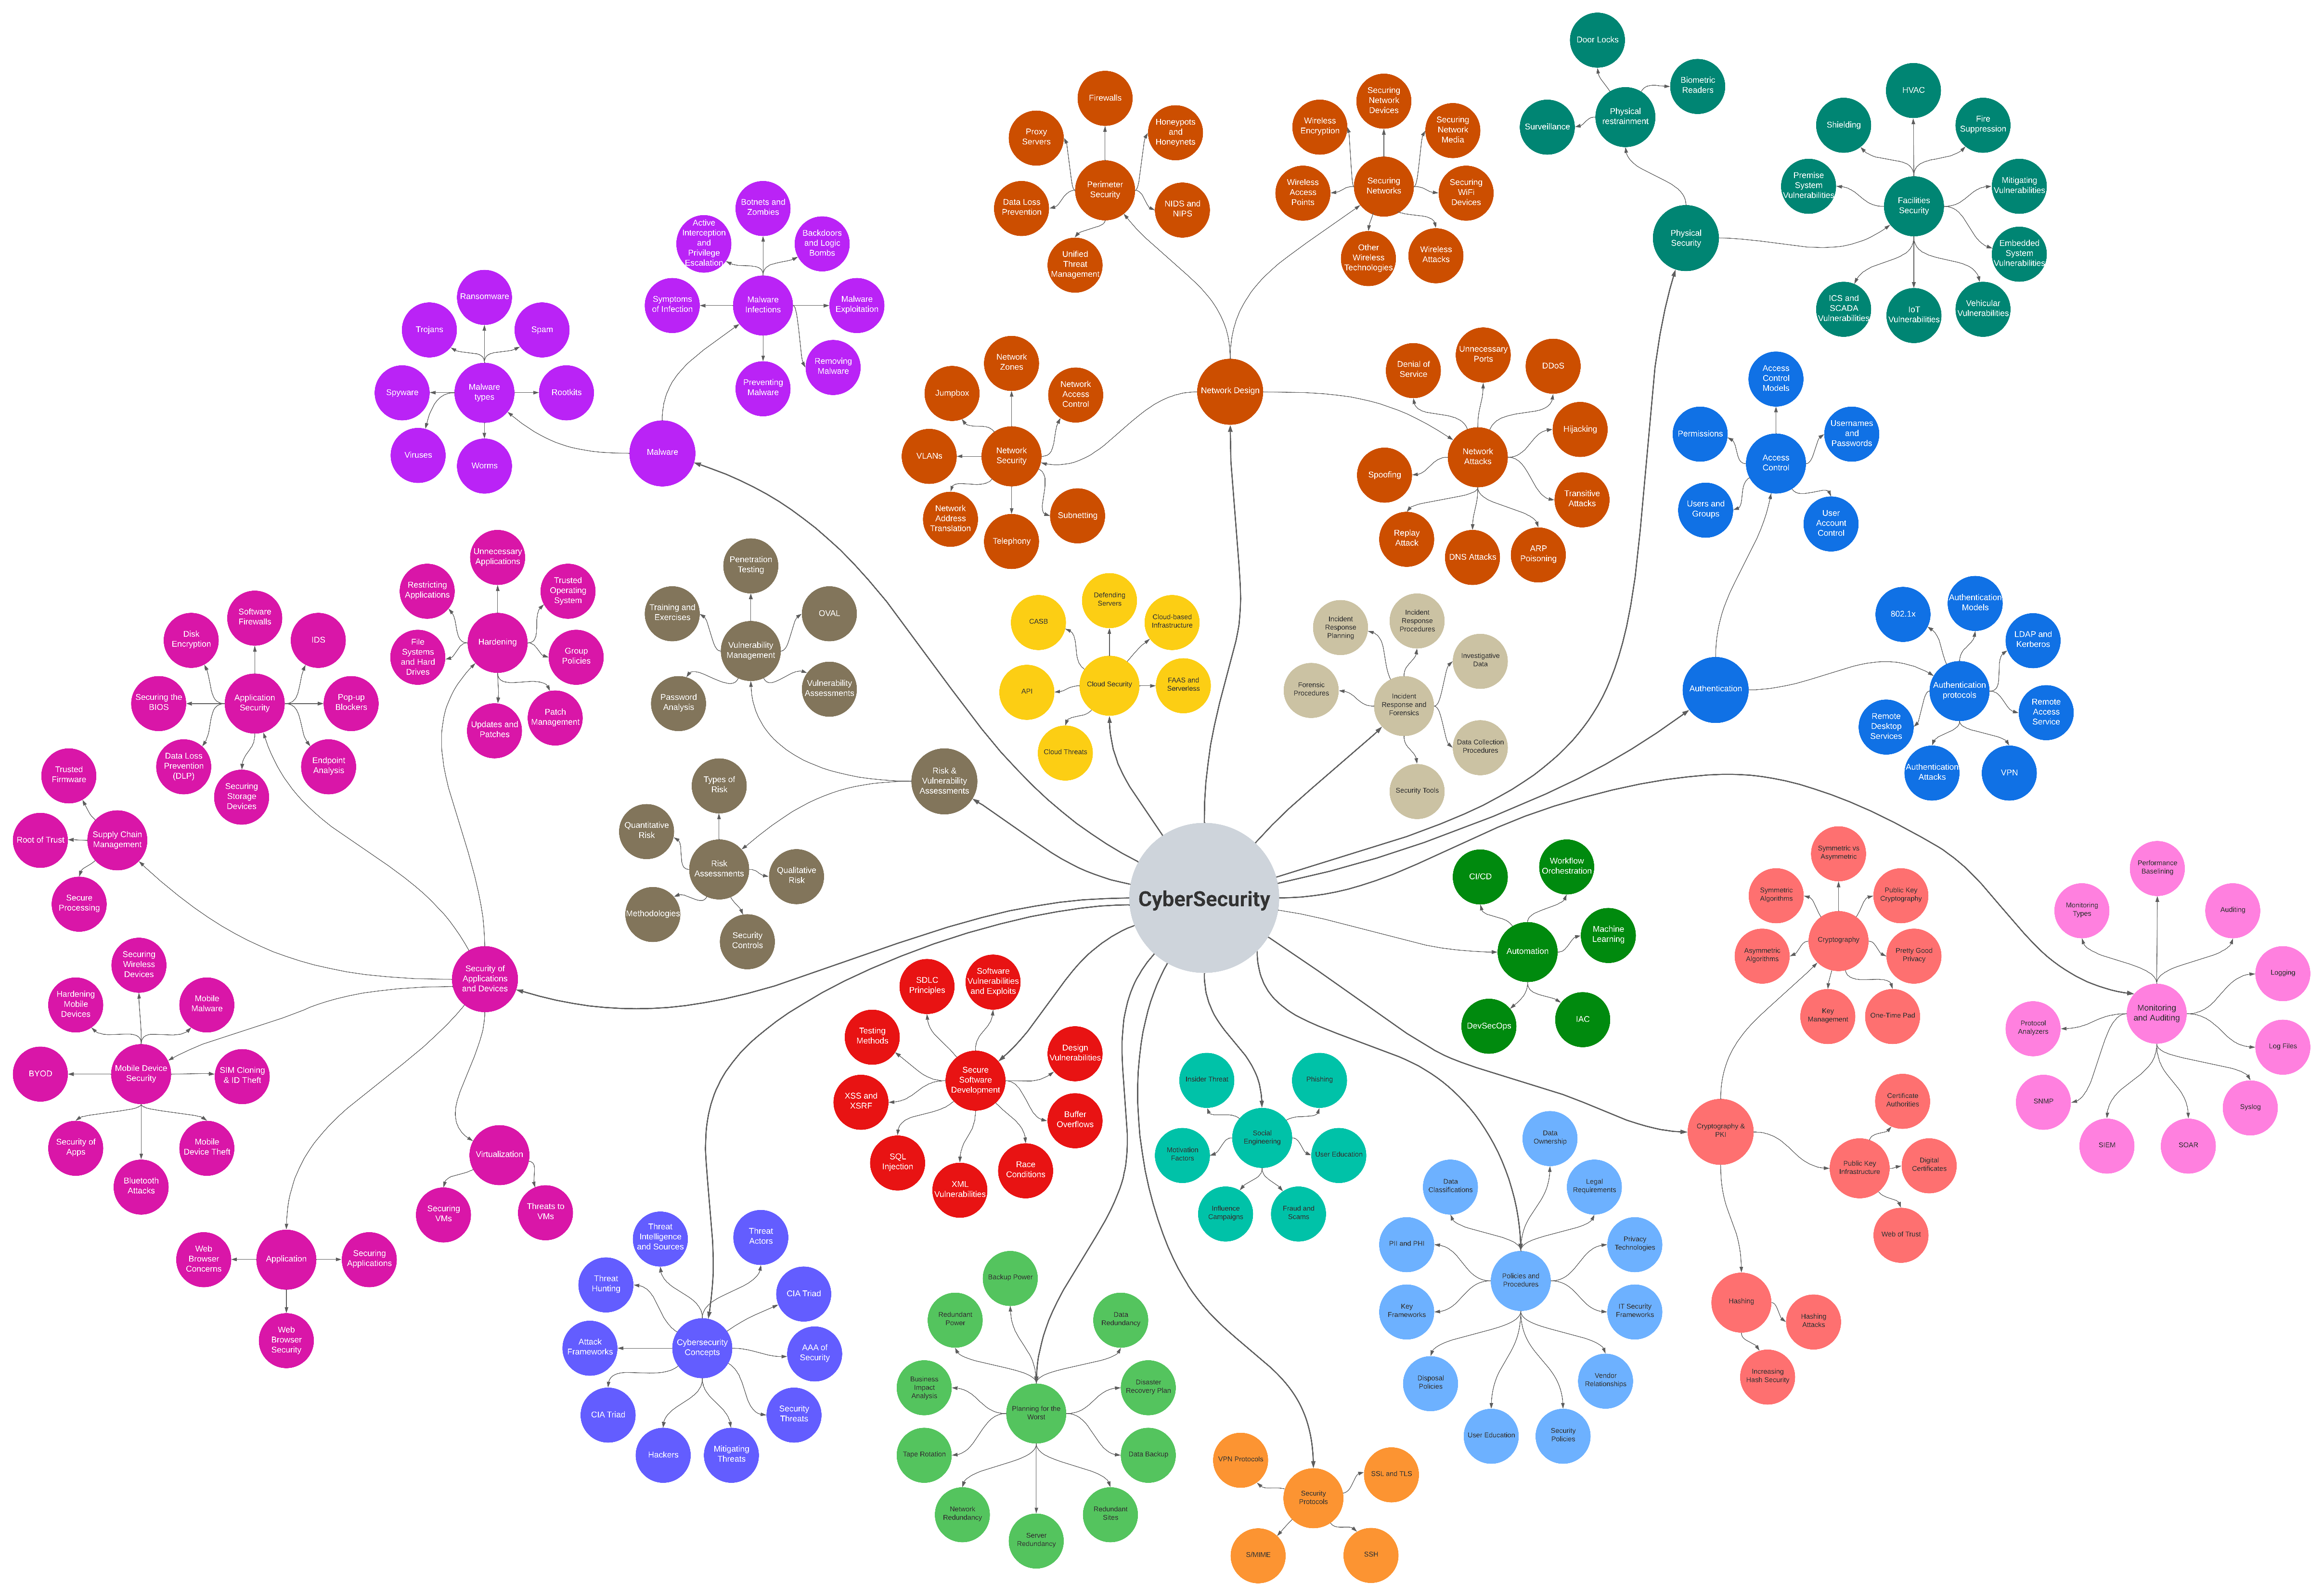 CyberSecurity
Door Locks
Biometric
Readers
Physical
restrainment
Surveillance
Physical
Security
HVAC
Shielding
Fire
Suppression
Premise
System
Vulnerabilities
Mitigating
Vulnerabilities
Facilities
Security
Embedded
System
Vulnerabilities
ICS and
SCADA
Vulnerabilities
IoT
Vulnerabilities
Vehicular
Vulnerabilities
Firewalls
Proxy
Servers
Honeypots
and
Honeynets
Perimeter
Security
Data Loss
Prevention
NIDS and
NIPS
Unified
Threat
Management
Securing
Network
Devices
Wireless
Encryption
Securing
Network
Media
Securing
Networks
Wireless
Access
Points
Securing
WiFi
Devices
Other
Wireless
Technologies
Wireless
Attacks
Network Design
Network
Zones
Jumpbox
Network
Access
Control
Network
Security
VLANs
Network
Address
Translation
Telephony
Subnetting
Denial of
Service
Unnecessary
Ports
DDoS
Hijacking
Network
Attacks
Spoofing
Transitive
Attacks
Replay
Attack
DNS Attacks
ARP
Poisoning
Botnets and
Zombies
Active
Interception
and
Privilege
Escalation
Backdoors
and Logic
Bombs
Symptoms
of Infection
Malware
Infections
Malware
Exploitation
Preventing
Malware
Removing
Malware
Ransomware
Trojans
Spam
Spyware
Malware
types
Rootkits
Viruses
Worms
Malware
Access
Control
Models
Permissions
Usernames
and
Passwords
Access
Control
Users and
Groups
User
Account
Control
Authentication
802.1x
Authentication
Models
LDAP and
Kerberos
Authentication
protocols
Remote
Desktop
Services
Remote
Access
Service
Authentication
Attacks
VPN
Unnecessary
Applications
Restricting
Applications
Trusted
Operating
System
Hardening
File
Systems
and Hard
Drives
Group
Policies
Updates and
Patches
Patch
Management
Software
Firewalls
Disk
Encryption
IDS
Securing the
BIOS
Application
Security
Pop-up
Blockers
Data Loss
Prevention
(DLP)
Securing
Storage
Devices
Endpoint
Analysis
Trusted
Firmware
Root of Trust
Supply Chain
Management
Secure
Processing
Security of
Applications
and Devices
Securing
Wireless
Devices
Hardening
Mobile
Devices
Mobile
Malware
BYOD
Mobile Device
Security
SIM Cloning
& ID Theft
Security of
Apps
Bluetooth
Attacks
Mobile
Device Theft
Virtualization
Securing
VMs
Threats to
VMs
Application
Web
Browser
Concerns
Securing
Applications
Web
Browser
Security
Penetration
Testing
Training and
Exercises
OVAL
Vulnerability
Management
Password
Analysis
Vulnerability
Assessments
Risk &
Vulnerability
Assessments
Types of
Risk
Quantitative
Risk
Risk
Assessments
Qualitative
Risk
Methodologies
Security
Controls
Defending
Servers
CASB
Cloud-based
Infrastructure
Cloud Security
API
FAAS and
Serverless
Cloud Threats
Incident
Response
Planning
Incident
Response
Procedures
Investigative
Data
Forensic
Procedures
Incident
Response and
Forensics
Data Collection
Procedures
Security Tools
CI/CD
Workflow
Orchestration
Machine
Learning
Automation
DevSecOps
IAC
Symmetric vs
Asymmetric
Symmetric
Algorithms
Public Key
Cryptography
Cryptography
Asymmetric
Algorithms
Pretty Good
Privacy
Key
Management
One-Time Pad
Cryptography &
PKI
Certificate
Authorities
Public Key
Infrastructure
Digital
Certificates
Web of Trust
Hashing
Hashing
Attacks
Increasing
Hash Security
Performance
Baselining
Monitoring
Types
Auditing
Logging
Monitoring
and Auditing
Protocol
Analyzers
Log Files
SNMP
Syslog
SIEM
SOAR
SDLC
Principles
Software
Vulnerabilities
and Exploits
Testing
Methods
Design
Vulnerabilities
Secure
Software
Development
XSS and
XSRF
Buffer
Overflows
SQL
Injection
XML
Vulnerabilities
Race
Conditions
Insider Threat
Phishing
Social
Engineering
Motivation
Factors
User Education
Influence
Campaigns
Fraud and
Scams
Data
Ownership
Data
Classifications
Legal
Requirements
PII and PHI
Privacy
Technologies
Policies and
Procedures
Key
Frameworks
IT Security
Frameworks
Disposal
Policies
Vendor
Relationships
User Education
Security
Policies
Threat
Intelligence
and Sources
Threat
Actors
Threat
Hunting
CIA Triad
Attack
Frameworks
Cybersecurity
Concepts
AAA of
Security
CIA Triad
Security
Threats
Hackers
Mitigating
Threats
Backup Power
Redundant
Power
Data
Redundancy
Business
Impact
Analysis
Disaster
Recovery Plan
Planning for the
Worst
Tape Rotation
Data Backup
Network
Redundancy
Server
Redundancy
Redundant
Sites
VPN Protocols
SSL and TLS
Security
Protocols
S/MIME
SSH